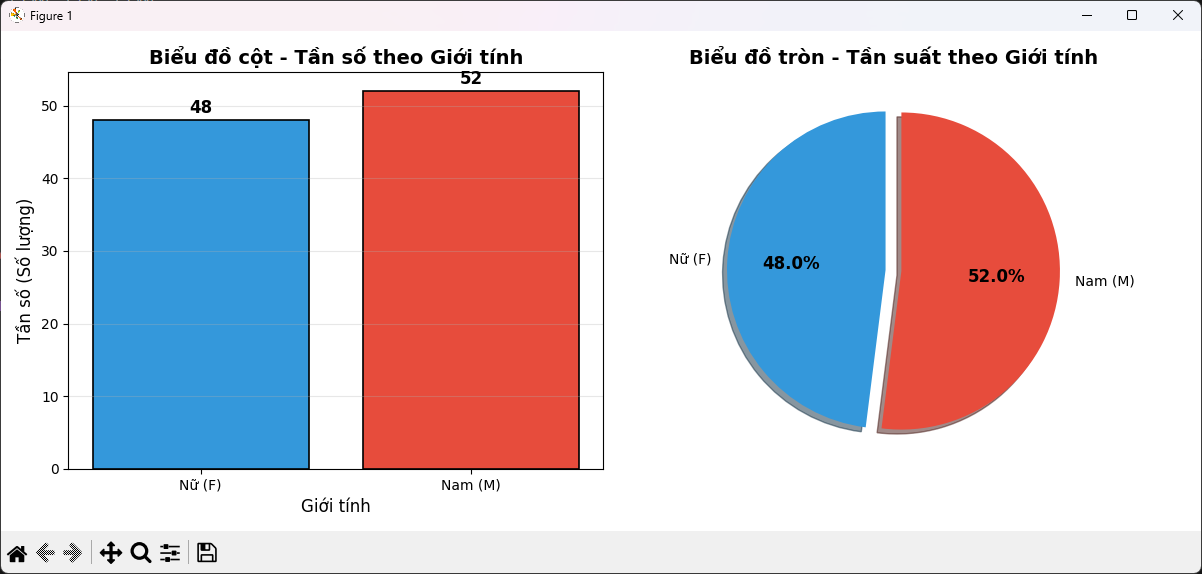 Figure 1
Biểu đồ cột - Tần số theo Giới tính
52
48
50
40
30
20
10
0
Tần số (Số lượng)
Nữ (F)
Nam (M)
Giới tính
Biểu đồ tròn - Tần suất theo Giới tính
Nữ (F)
48.0%
52.0%
Nam (M)